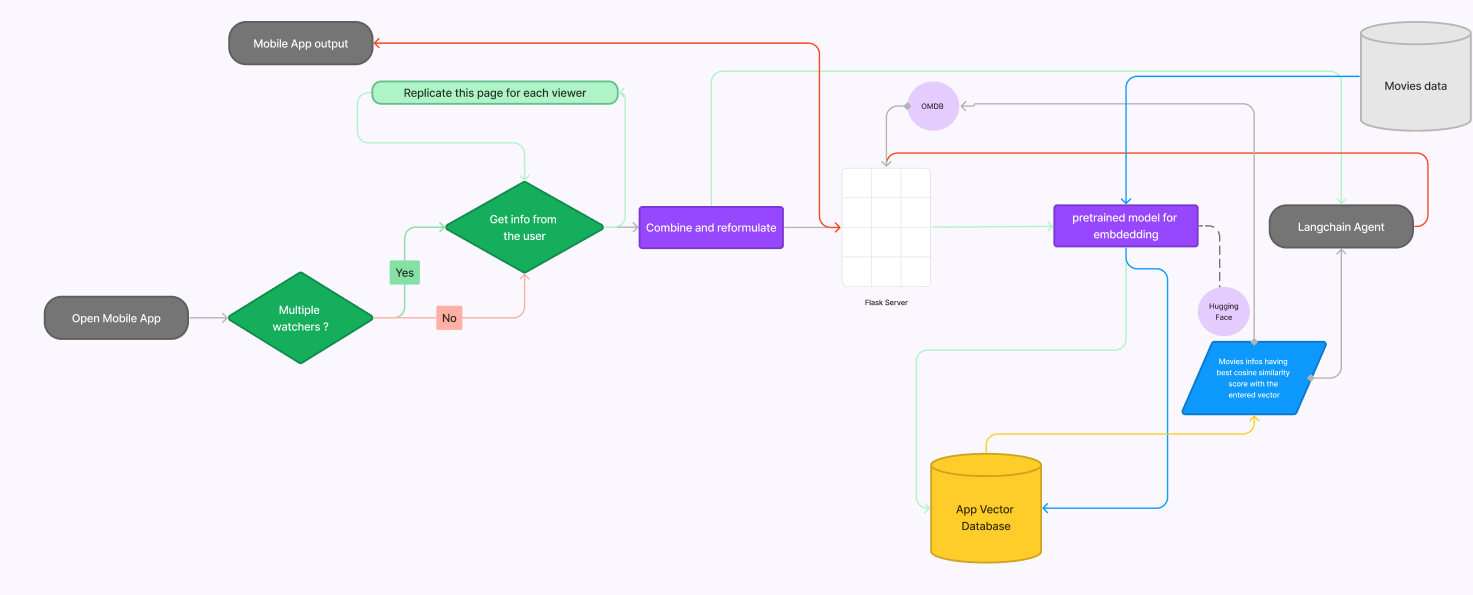 Mobile App output
Replicate this page for each viewer
Movies data
OMDB
Get info from
the user
Combine and reformulate
pretrained model for
embdedding
Langchain Agent
Yes
Open Mobile App
Multiple
watchers ?
No
Flask Server
Hugging
Face
Movies infos having
best cosine similarity
score with the
entered vector
App Vector
Database